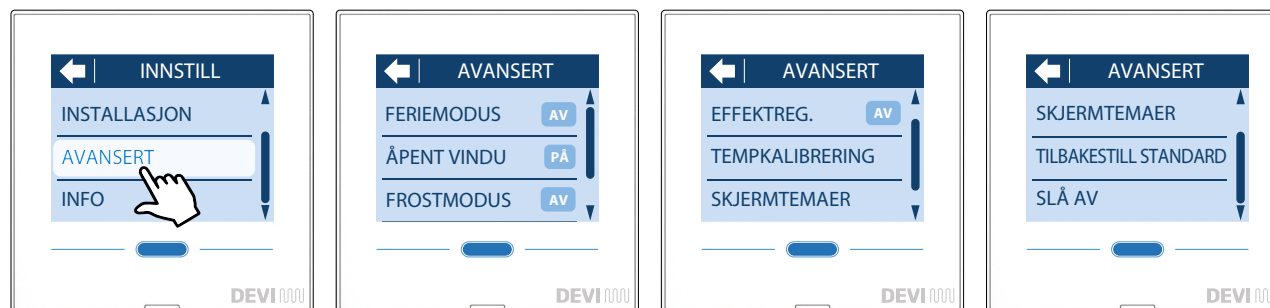 INNSTILL
INSTALLASJON
AVANSERT
INFO
DEVI
AVANSERT
FERIEMODUS AV
ÅPENT VINDU PÅ
FROSTMODUS AV
DEVI
AVANSERT
EFFEKTREG. AV
TEMPKALIBRERING
SKJERMTEMAER
DEVI
AVANSERT
SKJERMTEMAER
TILBAKESTILL STANDARD
SLÅ AV
DEVI